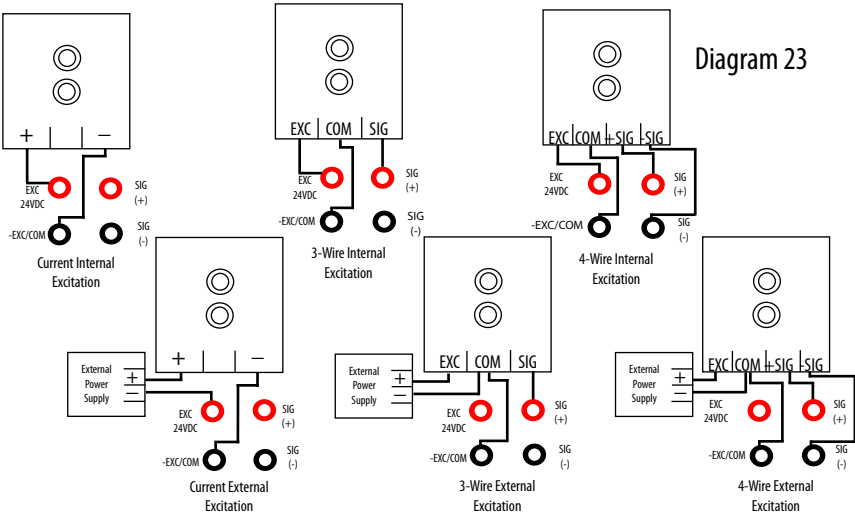 Diagram 23
+ −
EXC
24VDC
SIG
(+)
-EXC/COM
SIG
(-)
Current Internal
Excitation
EXC COM SIG
EXC
24VDC
SIG
(+)
-EXC/COM
SIG
(-)
3-Wire Internal
Excitation
EXC COM +SIG -SIG
EXC
24VDC
SIG
(+)
-EXC/COM
SIG
(-)
4-Wire Internal
Excitation
+ −
External
Power
Supply
+
−
EXC
24VDC
SIG
(+)
-EXC/COM
SIG
(-)
Current External
Excitation
EXC COM SIG
External
Power
Supply
+
−
EXC
24VDC
SIG
(+)
-EXC/COM
SIG
(-)
3-Wire External
Excitation
EXC COM +SIG -SIG
External
Power
Supply
+
−
EXC
24VDC
SIG
(+)
-EXC/COM
SIG
(-)
4-Wire External
Excitation